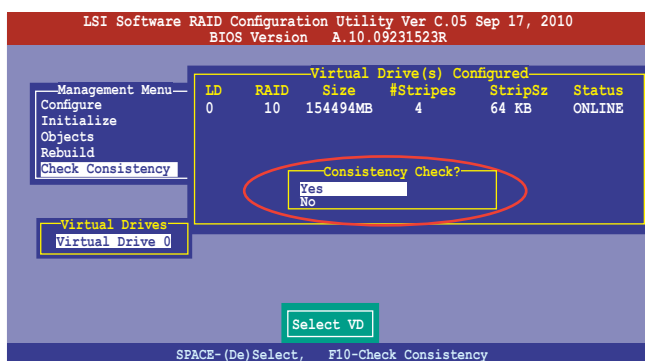 LSI Software RAID Configuration Utility Ver C.05 Sep 17, 2010
BIOS Version A.10.09231523R
Management Menu
Configure
Initialize
Objects
Rebuild
Check Consistency
Virtual Drive(s) Configured
LD RAID Size #Stripes StripSz Status
0 10 154494MB 4 64 KB ONLINE
Consistency Check?
Yes
No
Virtual Drives
Virtual Drive 0
Select VD
SPACE-(De)Select, F10-Check Consistency